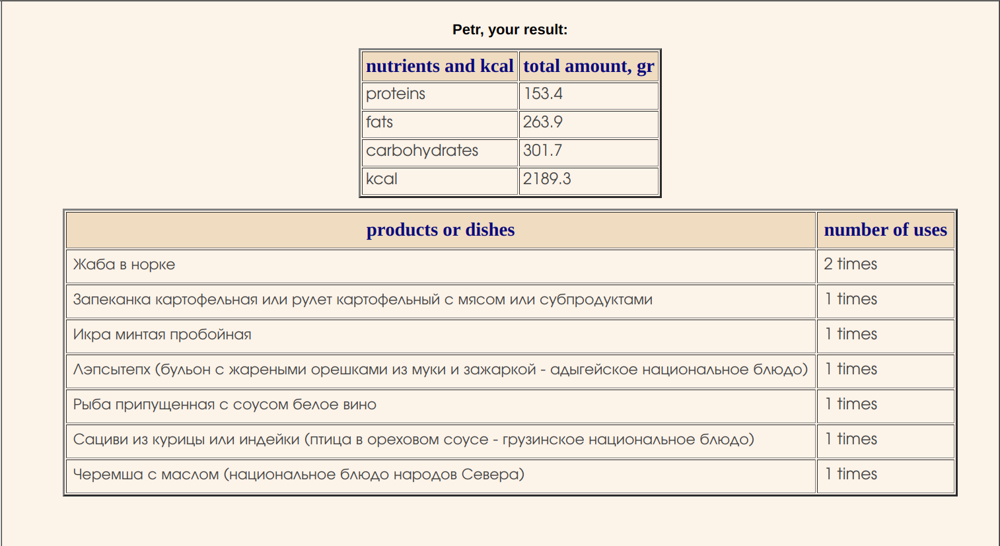 Petr, your result:
nutrients and kcal total amount, gr
proteins 153.4
fats 263.9
carbohydrates 301.7
kcal 2189.3
products or dishes number of uses
Жаба в норке 2 times
Запеканка картофельная или рулет картофельный с мясом или субпродуктами 1 times
Икра минтая пробойная 1 times
Лэпсытепх (бульон с жареными орешками из муки и зажаркой - адыгейское национальное блюдо) 1 times
Рыба припущенная с соусом белое вино 1 times
Сациви из курицы или индейки (птица в ореховом соусе - грузинское национальное блюдо) 1 times
Черемша с маслом (национальное блюдо народов Севера) 1 times